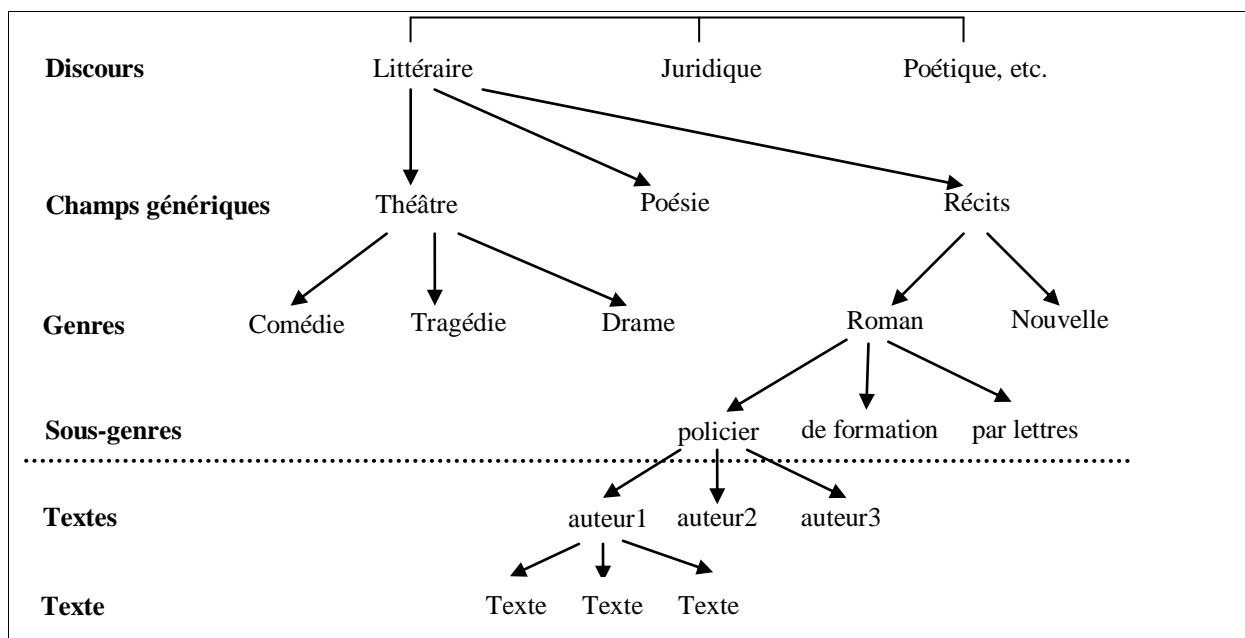 Discours Littéraire Juridique Poétique, etc.
Champs génériques Théâtre Poésie Récits
Genres Comédie Tragédie Drame Roman Nouvelle
Sous-genres policier de formation par lettres
Textes auteur1 auteur2 auteur3
Texte Texte Texte Texte